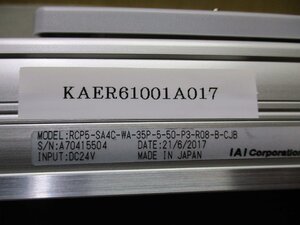 KAER61001A017
MODEL:RCP5-SA4C-WA-35P-5-50-P3-R08-B-CJB
S/N:A70415504 DATE:21/6/2017
INPUT:DC24V MADE IN JAPAN IAI Corporation